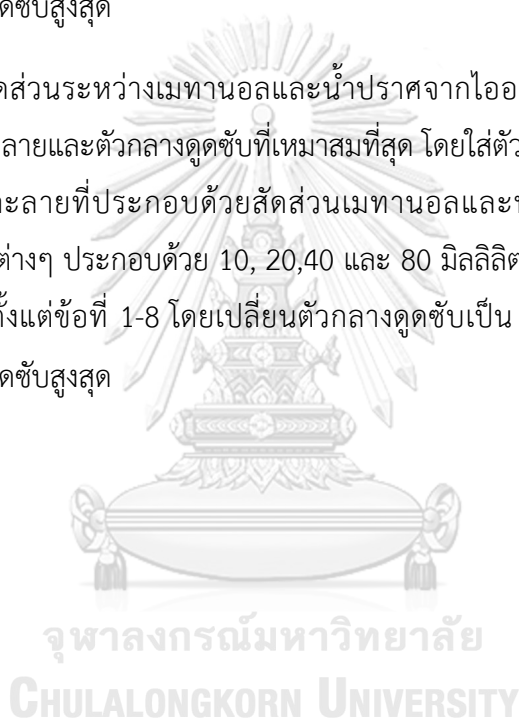 ดูดซับสูงสุด
ดส่วนระหว่างเมทานอลและน้ำปราศจากไออ
ลายและตัวกลางดูดซับที่เหมาะสมที่สุด โดยใส่ตัว
ะลายที่ประกอบด้วยสัดส่วนเมทานอลและ
ต่างๆ ประกอบด้วย 10, 20,40 และ 80 มิลลิลิต
ตั้งแต่ข้อที่ 1-8 โดยเปลี่ยนตัวกลางดูดซับเป็น
ดูดซับสูงสุด
จุฬาลงกรณ์มหาวิทยาลัย
CHULALONGKORN UNIVERSITY